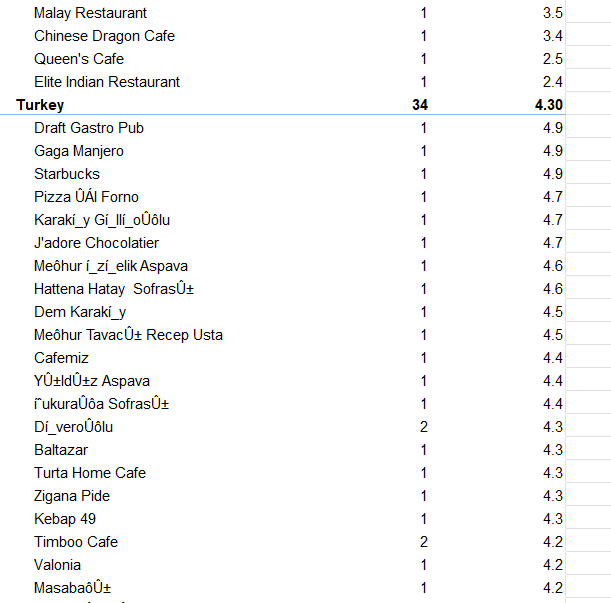 Malay Restaurant 1 3.5
Chinese Dragon Cafe 1 3.4
Queen's Cafe 1 2.5
Elite Indian Restaurant 1 2.4
Turkey 34 4.30
Draft Gastro Pub 1 4.9
Gaga Manjero 1 4.9
Starbucks 1 4.9
Pizza ÛÁl Forno 1 4.7
Karakí_y Gí_llí_oÛôlu 1 4.7
J'adore Chocolatier 1 4.7
Meôhur í_zí_elik Aspava 1 4.6
Hattena Hatay  SofrasÛ± 1 4.6
Dem Karakí_y 1 4.5
Meôhur TavacÛ± Recep Usta 1 4.5
Cafemiz 1 4.4
YÛ±ldÛ±z Aspava 1 4.4
íˆukuraÛôa SofrasÛ± 1 4.4
Dí_veroÛôlu 2 4.3
Baltazar 1 4.3
Turta Home Cafe 1 4.3
Zigana Pide 1 4.3
Kebap 49 1 4.3
Timboo Cafe 2 4.2
Valonia 1 4.2
MasabaôÛ± 1 4.2